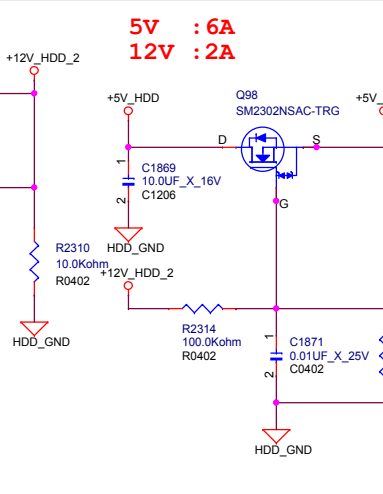 5V :6A
12V :2A
+12V_HDD_2
+5V_HDD
Q98
SM2302NSAC-TRG
+5V_
D
S
1
C1869
10.0UF_X_16V
2
C1206
G
HDD_GND
R2310
10.0Kohm
R0402
+12V_HDD_2
HDD_GND
R2314
100.0Kohm
R0402
1
C1871
0.01UF_X_25V
2
C0402
HDD_GND